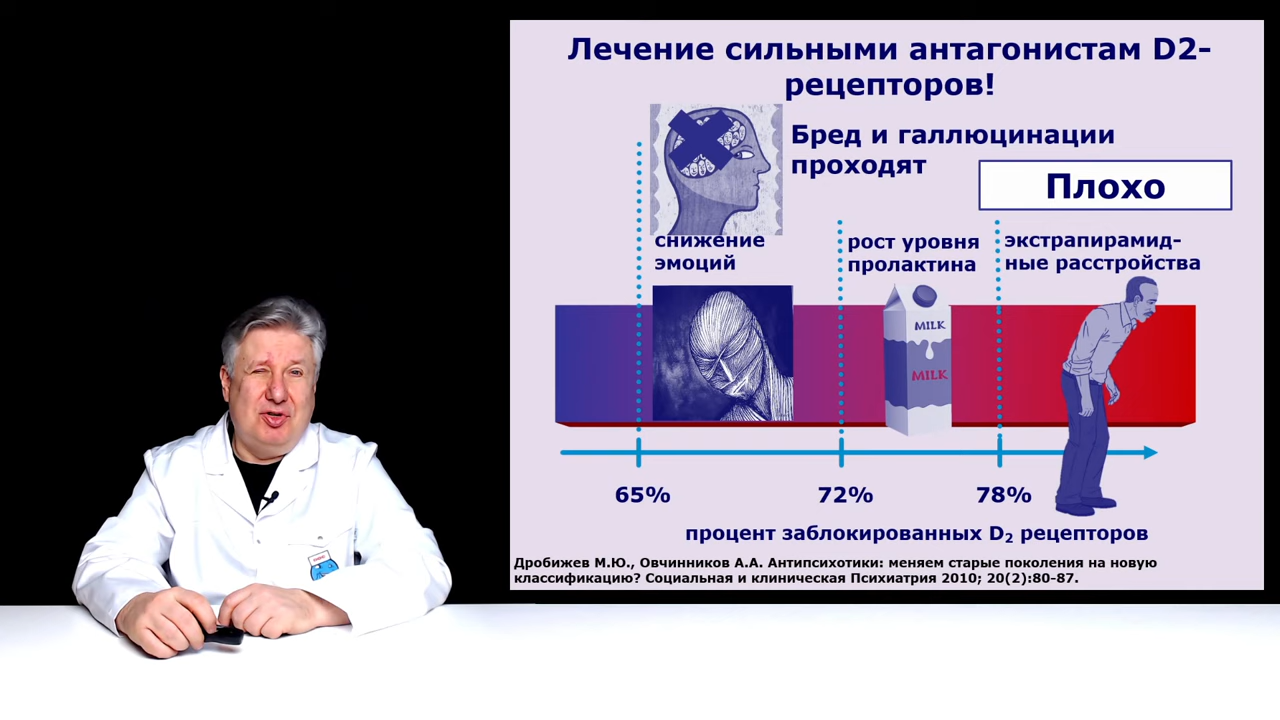 Лечение сильными антагонистам D2-
рецепторов!
Бред и галлюцинации
проходят
Плохо
снижение
эмоций
рост уровня
пролактина
экстрапирамид-
ные расстройства
MILK
MILK
65%
72%
78%
процент заблокированных D₂ рецепторов
Дробижев М.Ю., Овчинников А.А. Антипсихотики: меняем старые поколения на новую
классификацию? Социальная и клиническая Психиатрия 2010; 20(2):80-87.